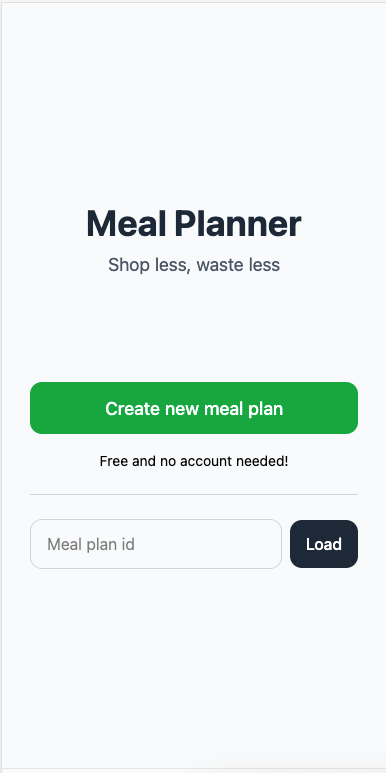 Meal Planner
Shop less, waste less
Create new meal plan
Free and no account needed!
Meal plan id
Load